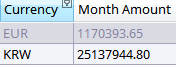 Currency Month Amount
EUR 1170393.65
KRW 25137944.80